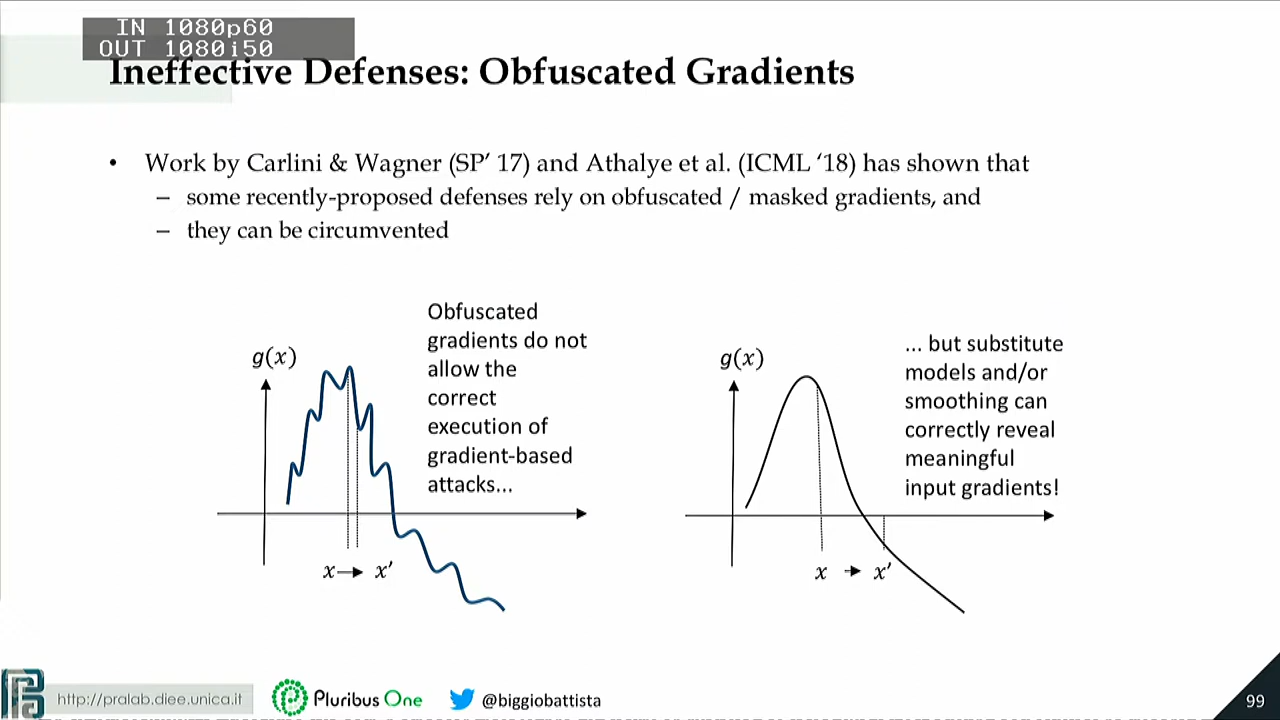 IN 1080p60
OUT 1080i50
Ineffective Defenses: Obfuscated Gradients
• Work by Carlini & Wagner (SP’ 17) and Athalye et al. (ICML ‘18) has shown that
– some recently-proposed defenses rely on obfuscated / masked gradients, and
– they can be circumvented
g(x)
Obfuscated
gradients do not
allow the
correct
execution of
gradient-based
attacks...
x x′
g(x)
... but substitute
models and/or
smoothing can
correctly reveal
meaningful
input gradients!
x x′
http://pralab.diee.unica.it
Pluribus One
@biggiobattista
99